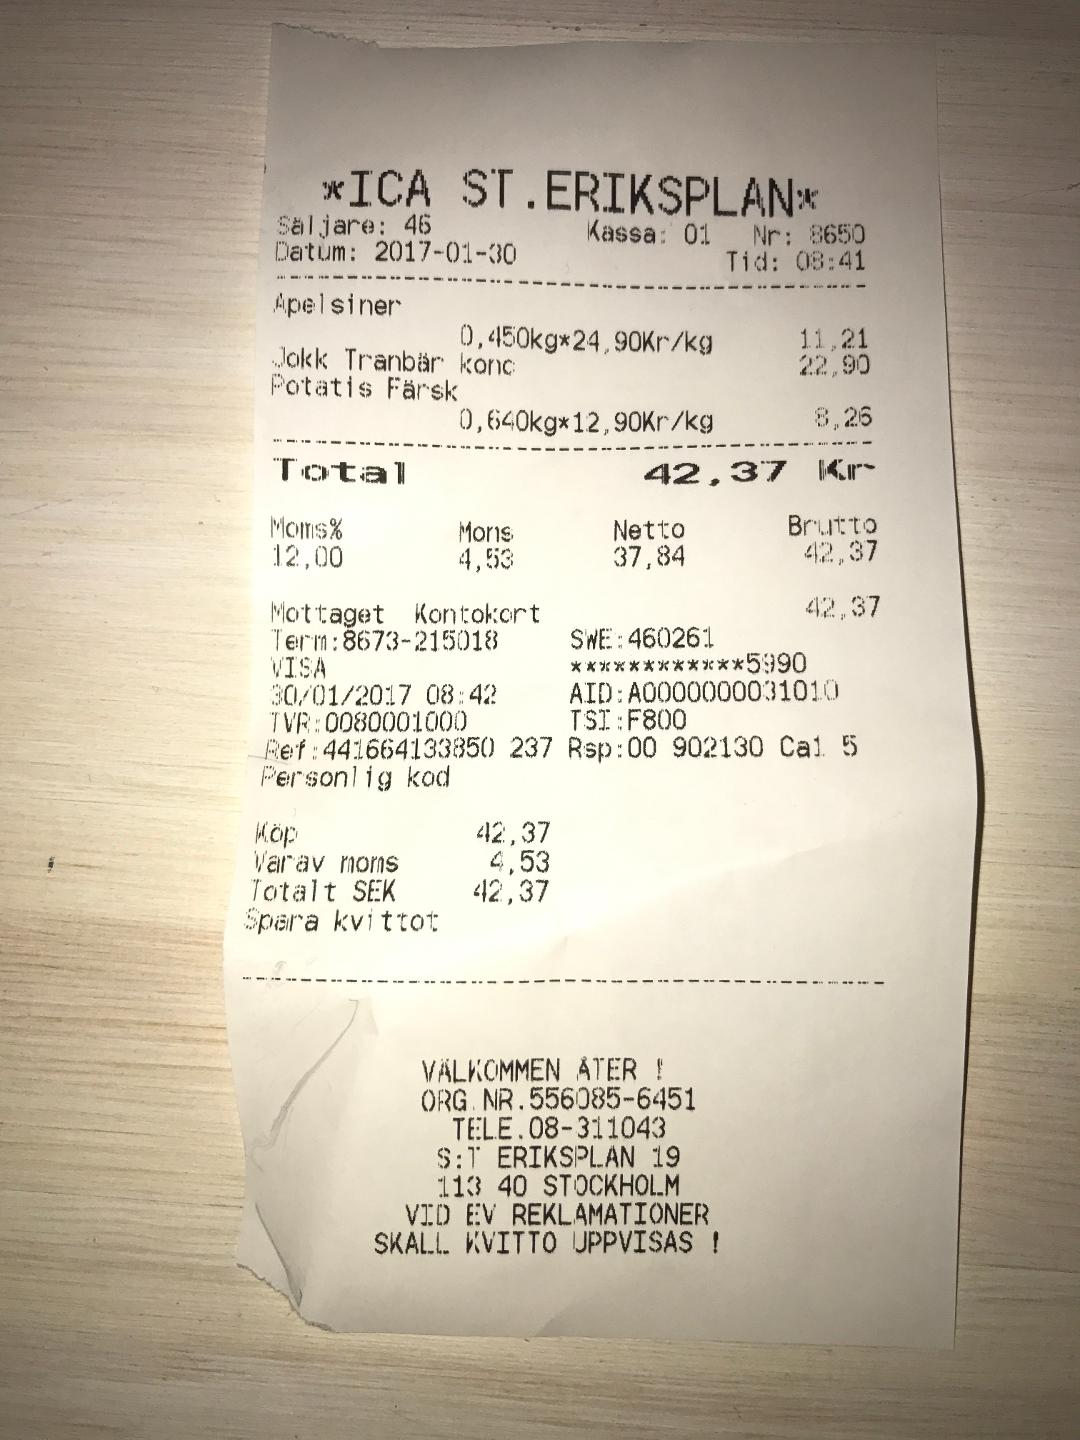 *ICA ST.ERIKSPLAN*
Säljare: 46 Kassa: 01 Nr: 8650
Datum: 2017-01-30 Tid: 08:41
Apelsiner
0,450kg*24,90Kr/kg 11,21
Jokk Tranbär konc 22,90
Potatis Färsk
0,640kg*12,90Kr/kg 8,26
Total 42,37 Kr
Moms% Moms Netto Brutto
12,00 4,53 37,84 42,37
Mottaget Kontokort 42,37
Term:8673-215018 SWE:460261
VISA ************5990
30/01/2017 08:42 AID:A0000000031010
TVR:0080001000 TSI:F800
Ref:441664133850 237 Rsp:00 902130 Ca1 5
Personlig kod
Köp 42,37
Varav moms 4,53
Totalt SEK 42,37
Spara kvittot
VÄLKOMMEN ÅTER !
ORG.NR.556085-6451
TELE.08-311043
S:T ERIKSPLAN 19
113 40 STOCKHOLM
VID EV REKLAMATIONER
SKALL KVITTO UPPVISAS !